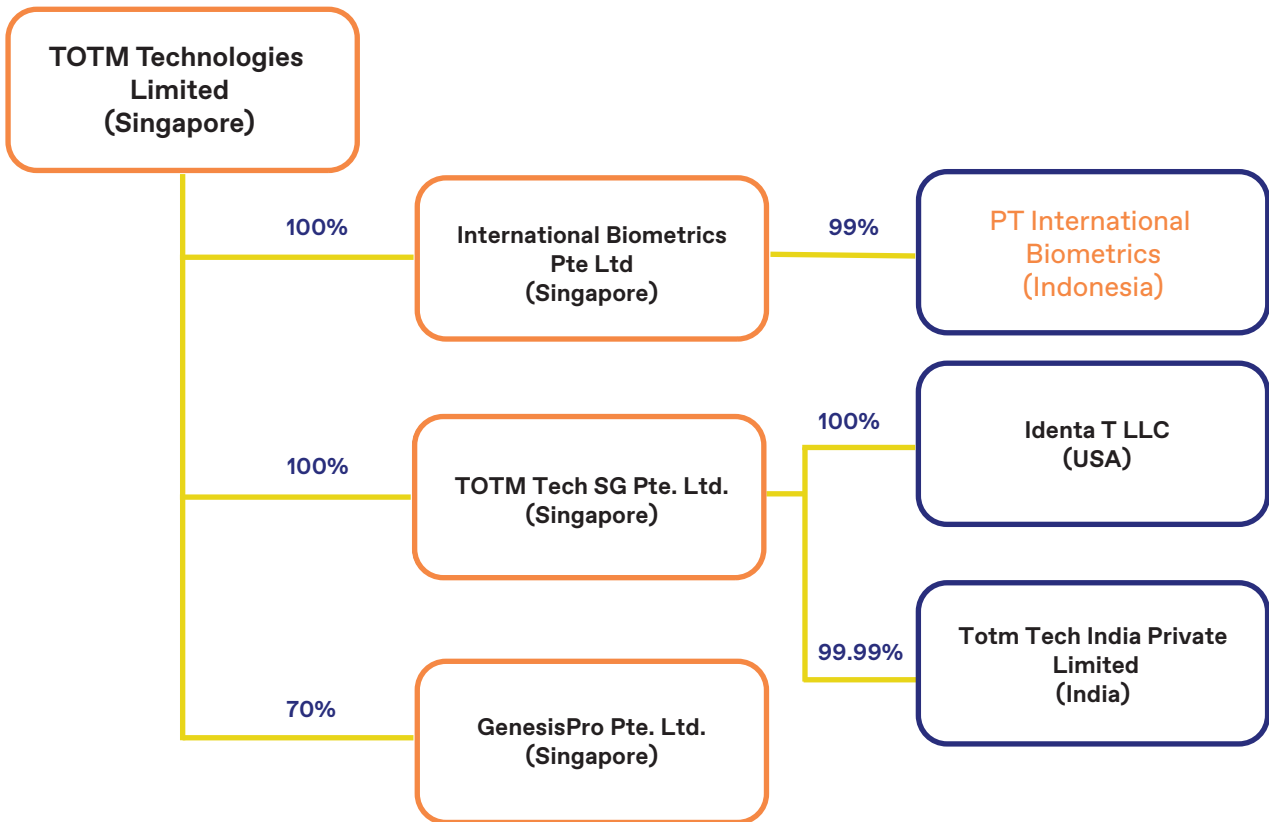 TOTM Technologies
Limited
(Singapore)
100%
International Biometrics
Pte Ltd
(Singapore)
99%
PT International
Biometrics
(Indonesia)
100%
TOTM Tech SG Pte. Ltd.
(Singapore)
100%
Identa T LLC
(USA)
99.99%
Totm Tech India Private
Limited
(India)
70%
GenesisPro Pte. Ltd.
(Singapore)